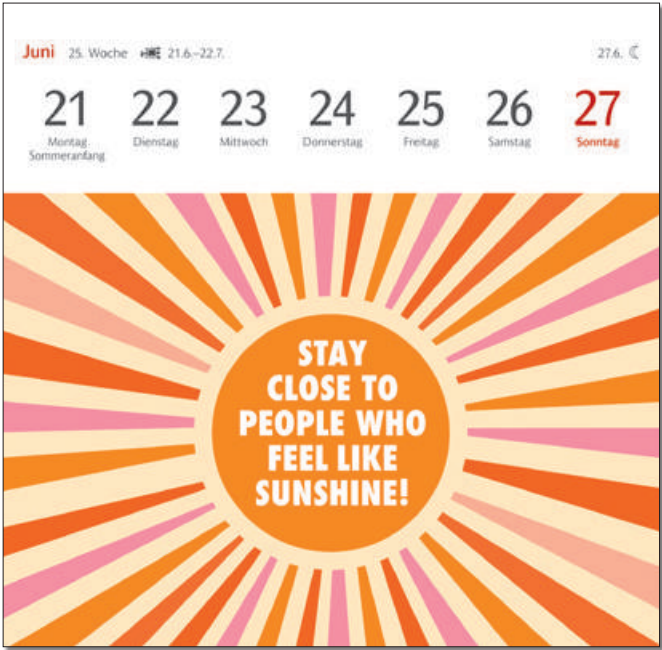 Juni 25. Woche 21.6.–22.7. 27.6.
21 22 23 24 25 26 27
Montag Dienstag Mittwoch Donnerstag Freitag Samstag Sonntag
Sommeranfang
STAY
CLOSE TO
PEOPLE WHO
FEEL LIKE
SUNSHINE!